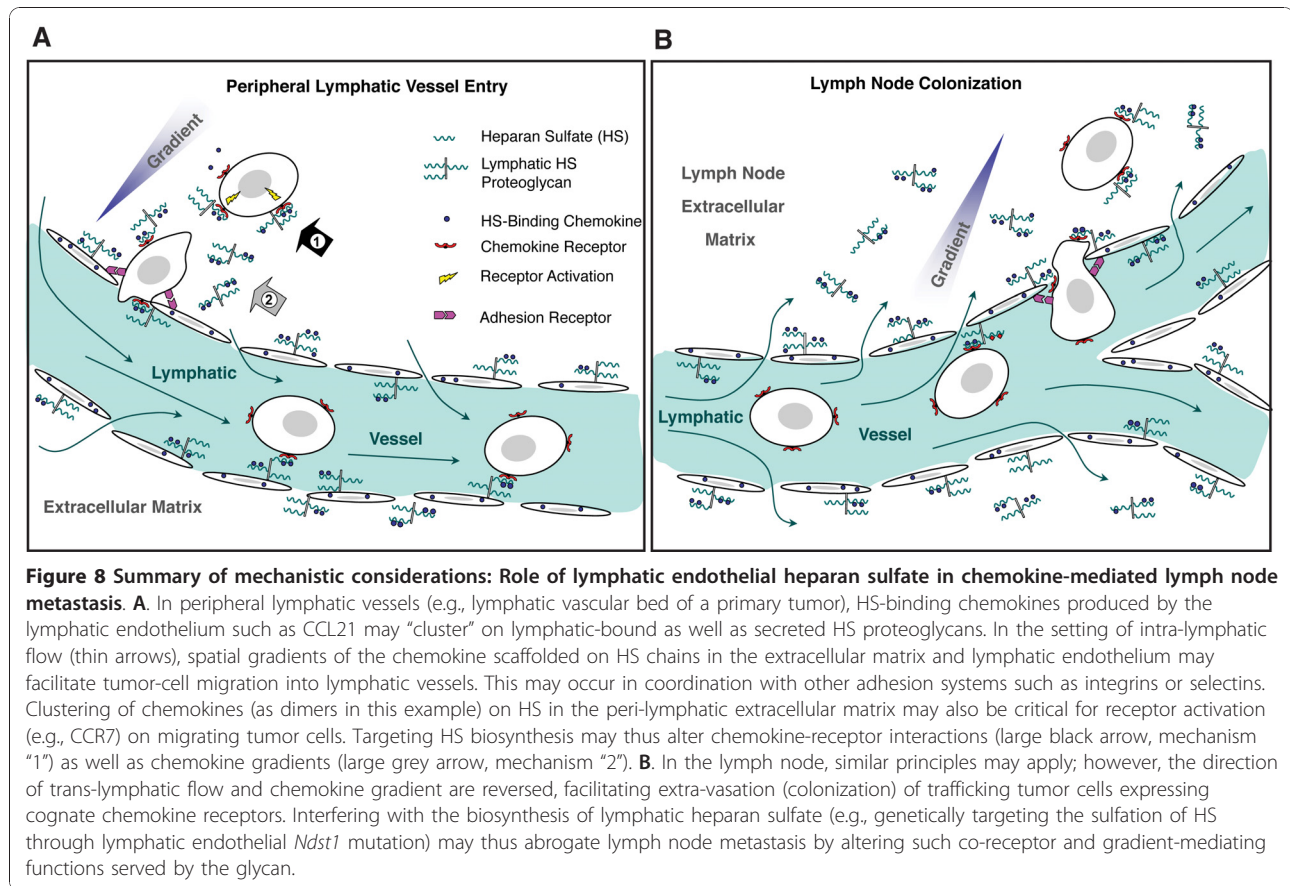 A
Peripheral Lymphatic Vessel Entry
Gradient
Heparan Sulfate (HS)
Lymphatic HS
Proteoglycan
HS-Binding Chemokine
Chemokine Receptor
Receptor Activation
Adhesion Receptor
1
2
Lymphatic
Vessel
Extracellular Matrix
B
Lymph Node Colonization
Lymph Node
Extracellular
Matrix
Gradient
Lymphatic
Vessel
Figure 8 Summary of mechanistic considerations: Role of lymphatic endothelial heparan sulfate in chemokine-mediated lymph node
metastasis. A. In peripheral lymphatic vessels (e.g., lymphatic vascular bed of a primary tumor), HS-binding chemokines produced by the
lymphatic endothelium such as CCL21 may “cluster” on lymphatic-bound as well as secreted HS proteoglycans. In the setting of intra-lymphatic
flow (thin arrows), spatial gradients of the chemokine scaffolded on HS chains in the extracellular matrix and lymphatic endothelium may
facilitate tumor-cell migration into lymphatic vessels. This may occur in coordination with other adhesion systems such as integrins or selectins.
Clustering of chemokines (as dimers in this example) on HS in the peri-lymphatic extracellular matrix may also be critical for receptor activation
(e.g., CCR7) on migrating tumor cells. Targeting HS biosynthesis may thus alter chemokine-receptor interactions (large black arrow, mechanism
“1”) as well as chemokine gradients (large grey arrow, mechanism “2”). B. In the lymph node, similar principles may apply; however, the direction
of trans-lymphatic flow and chemokine gradient are reversed, facilitating extra-vasation (colonization) of trafficking tumor cells expressing
cognate chemokine receptors. Interfering with the biosynthesis of lymphatic heparan sulfate (e.g., genetically targeting the sulfation of HS
through lymphatic endothelial Ndst1 mutation) may thus abrogate lymph node metastasis by altering such co-receptor and gradient-mediating
functions served by the glycan.